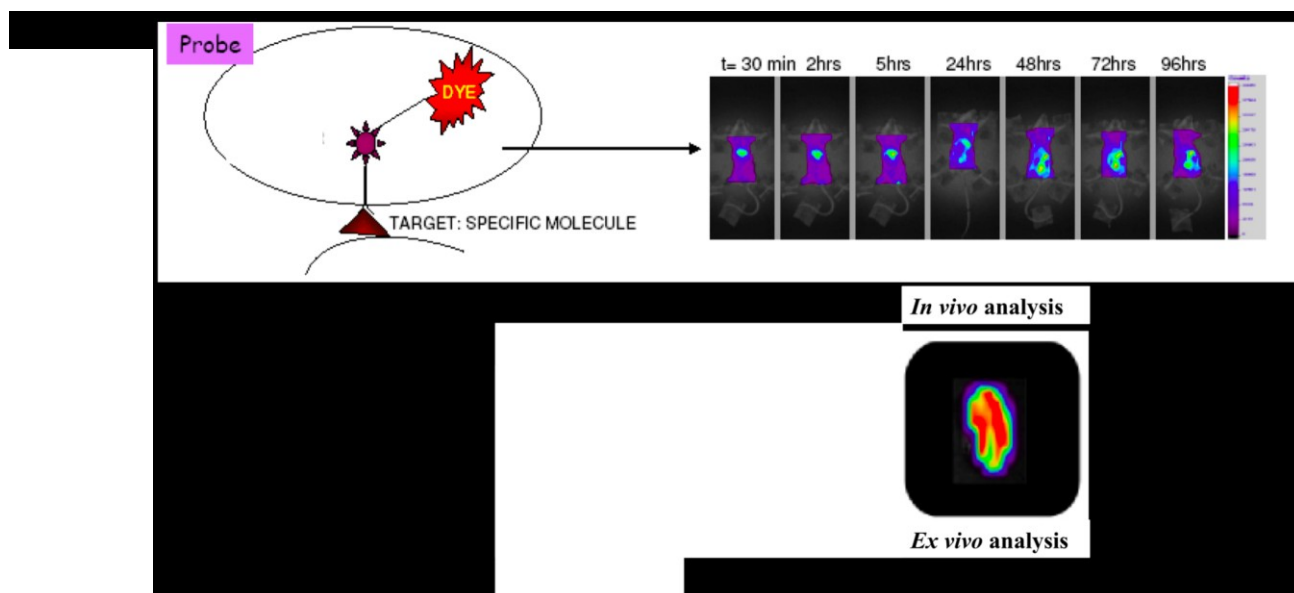 Probe
DYE
TARGET: SPECIFIC MOLECULE
t= 30 min 2hrs 5hrs 24hrs 48hrs 72hrs 96hrs
In vivo analysis
Ex vivo analysis